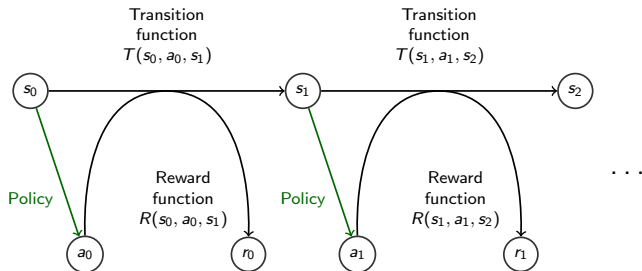 Transition
function
T(s₀, a₀, s₁)
Transition
function
T(s₁, a₁, s₂)
s₀
s₁
s₂
Policy
Reward
function
R(s₀, a₀, s₁)
Policy
Reward
function
R(s₁, a₁, s₂)
. . .
a₀
r₀
a₁
r₁